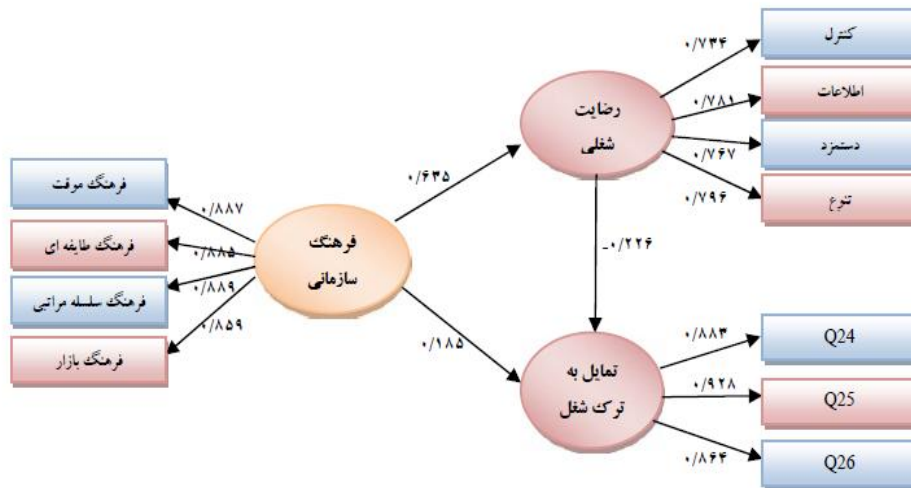 کنترل
۰/۷۳۴
اطلاعات
۰/۷۸۱
رضایت
شغلی
دستمزد
۰/۷۶۷
تنوع
۰/۷۹۶
۰/۶۳۵
فرهنگ موقت
۰/۸۸۷
فرهنگ طایفه ای
۰/۸۸۵
فرهنگ
سازمانی
فرهنگ سلسله مراتبی
۰/۸۸۹
فرهنگ بازار
۰/۸۵۹
-۰/۲۲۶
۰/۱۸۵
تمایل به
ترک شغل
۰/۸۸۳
Q24
۰/۹۲۸
Q25
۰/۸۶۴
Q26